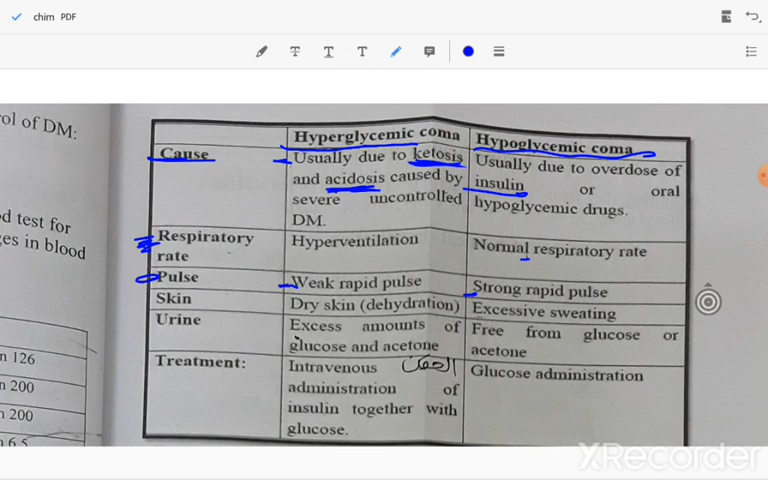 chim PDF
rol of DM:
d test for
ges in blood
n 126
n 200
n 200
n 6.5
Hyperglycemic coma
Hypoglycemic coma
Cause
Usually due to ketosis
and acidosis caused by
severe uncontrolled
DM.
Usually due to overdose of
insulin or oral
hypoglycemic drugs.
Respiratory
rate
Hyperventilation
Normal respiratory rate
Pulse
Weak rapid pulse
Strong rapid pulse
Skin
Dry skin (dehydration)
Excessive sweating
Urine
Excess amounts of
glucose and acetone
Free from glucose or
acetone
Treatment:
Intravenous
administration of
insulin together with
glucose.
Glucose administration
XRecorder